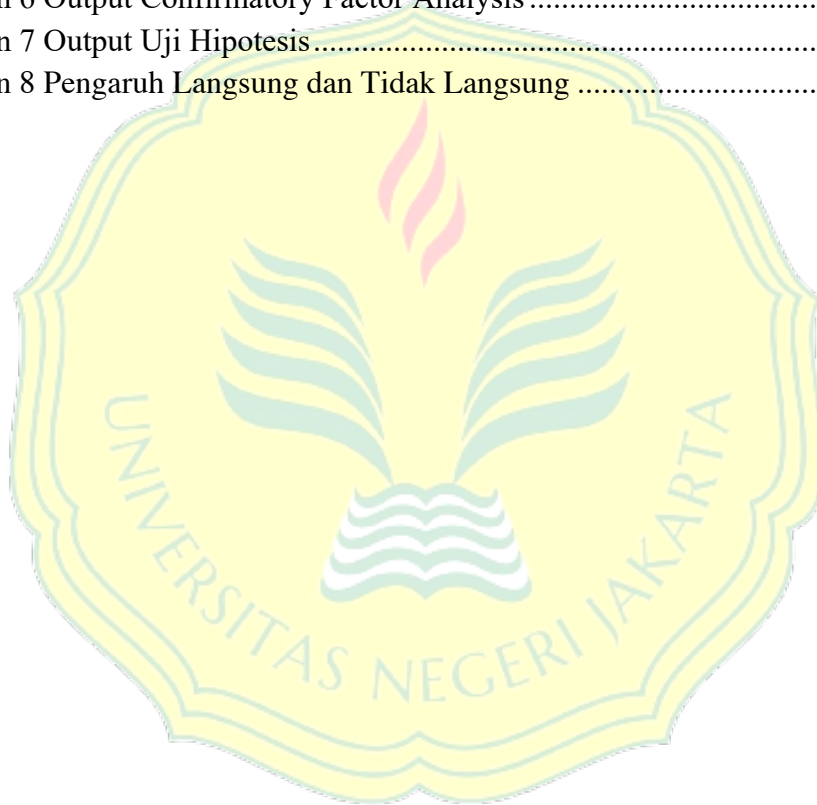 n 6 Output Confirmatory Factor Analysis................................
n 7 Output Uji Hipotesis...............................................................
n 8 Pengaruh Langsung dan Tidak Langsung ..............................
UNIVERSITAS NEGERI JAKARTA